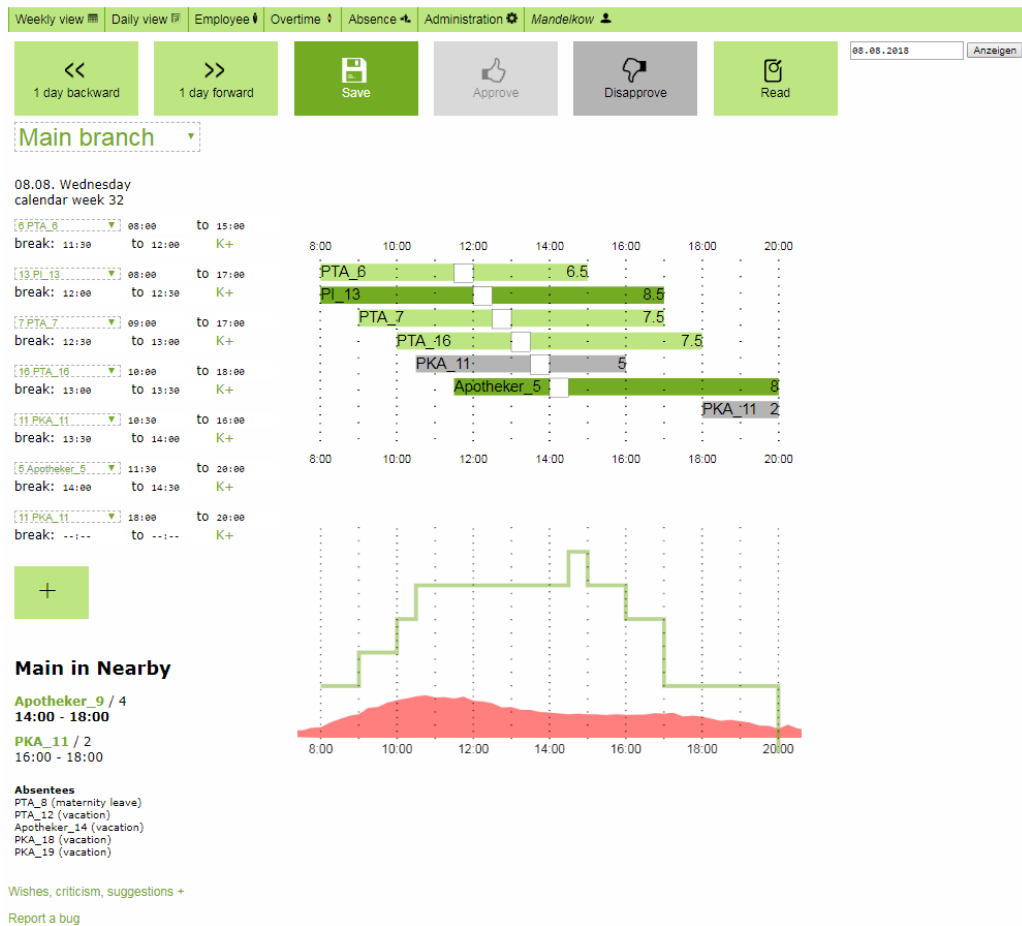 Weekly view Daily view Employee Overtime Absence Administration Mandelkow
<< 1 day backward
>> 1 day forward
Save
Approve
Disapprove
Read
08.08.2018 Anzeigen
Main branch
08.08. Wednesday
calendar week 32
6 PTA_6 08:00 to 15:00
break: 11:30 to 12:00 K+
13 PI_13 08:00 to 17:00
break: 12:00 to 12:30 K+
7 PTA_7 09:00 to 17:00
break: 12:30 to 13:00 K+
16 PTA_16 10:00 to 18:00
break: 13:00 to 13:30 K+
11 PKA_11 10:30 to 16:00
break: 13:30 to 14:00 K+
5 Apotheker_5 11:30 to 20:00
break: 14:00 to 14:30 K+
11 PKA_11 18:00 to 20:00
break: --:-- to --:-- K+
+
8:00 10:00 12:00 14:00 16:00 18:00 20:00
PTA_6 6.5
PI_13 8.5
PTA_7 7.5
PTA_16 7.5
PKA_11 5
Apotheker_5 8
PKA_11 2
8:00 10:00 12:00 14:00 16:00 18:00 20:00
8:00 10:00 12:00 14:00 16:00 18:00 20:00
Main in Nearby
Apotheker_9 / 4
14:00 - 18:00
PKA_11 / 2
16:00 - 18:00
Absentees
PTA_8 (maternity leave)
PTA_12 (vacation)
Apotheker_14 (vacation)
PKA_18 (vacation)
PKA_19 (vacation)
Wishes, criticism, suggestions +
Report a bug